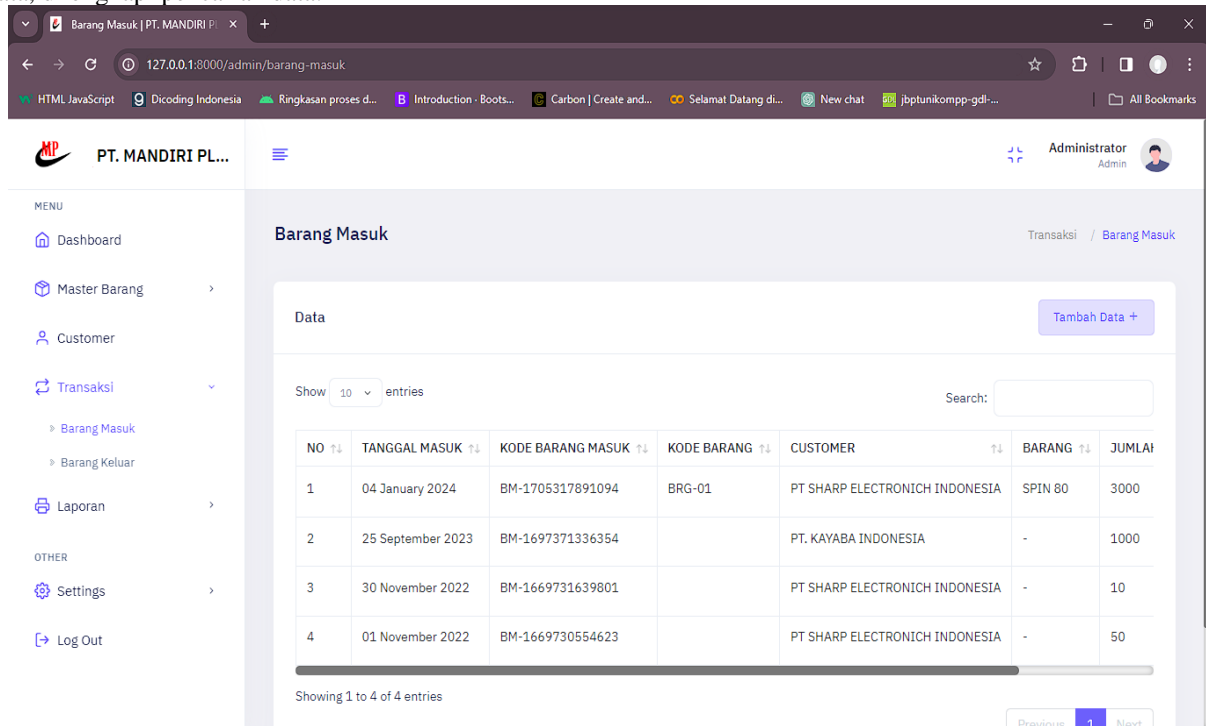 Barang Masuk | PT. MANDIRI PL
127.0.0.1:8000/admin/barang-masuk
HTML JavaScript Dicoding Indonesia Ringkasan proses d... Introduction · Boots... Carbon | Create and... Selamat Datang di... New chat jbptunikompp-gdl-... All Bookmarks
MP PT. MANDIRI PL... Administrator
Admin
MENU
Dashboard
Master Barang
Customer
Transaksi
Barang Masuk
Barang Keluar
Laporan
OTHER
Settings
Log Out
Barang Masuk Transaksi / Barang Masuk
Data Tambah Data +
Show 10 entries Search:
NO TANGGAL MASUK KODE BARANG MASUK KODE BARANG CUSTOMER BARANG JUMLAH
1 04 January 2024 BM-1705317891094 BRG-01 PT SHARP ELECTRONICH INDONESIA SPIN 80 3000
2 25 September 2023 BM-1697371336354 PT. KAYABA INDONESIA - 1000
3 30 November 2022 BM-1669731639801 PT SHARP ELECTRONICH INDONESIA - 10
4 01 November 2022 BM-1669730554623 PT SHARP ELECTRONICH INDONESIA - 50
Showing 1 to 4 of 4 entries
Previous 1 Next